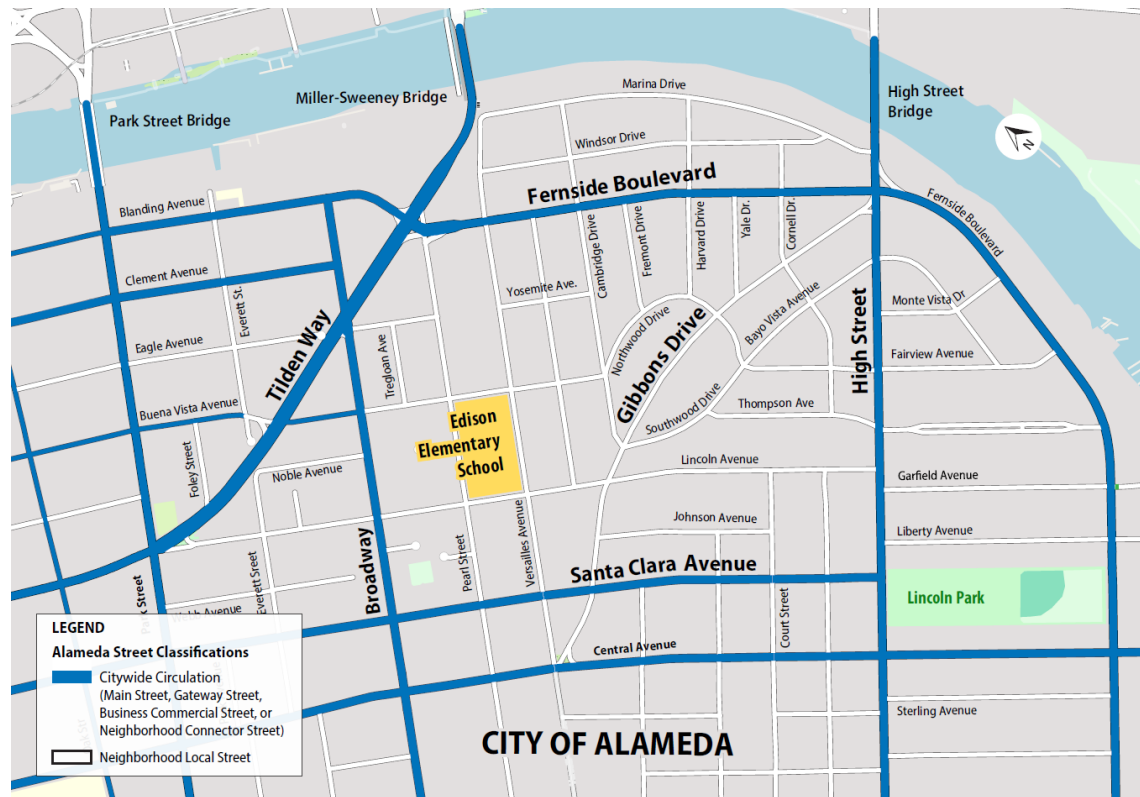 Park Street Bridge
Miller-Sweeney Bridge
Marina Drive
High Street
Bridge
N
Windsor Drive
Fernside Boulevard
Blanding Avenue
Fernside Boulevard
Clement Avenue
Everett St.
Eagle Avenue
Tilden Way
Tregloan Ave
Yosemite Ave.
Cambridge Drive
Fremont Drive
Harvard Drive
Yale Dr.
Cornell Dr.
Northwood Drive
Gibbons Drive
Bayo Vista Avenue
High Street
Monte Vista Dr
Fairview Avenue
Buena Vista Avenue
Foley Street
Noble Avenue
Edison
Elementary
School
Southwood Drive
Thompson Ave
Lincoln Avenue
Garfield Avenue
Johnson Avenue
Liberty Avenue
Park Street
Everett Sreet
Broadway
Pearl Street
Versailles Avenue
Santa Clara Avenue
Court Street
Lincoln Park
Webb Avenue
Central Avenue
Sterling Avenue
CITY OF ALAMEDA
LEGEND
Alameda Street Classifications
Citywide Circulation
(Main Street, Gateway Street,
Business Commercial Street, or
Neighborhood Connector Street)
Neighborhood Local Street